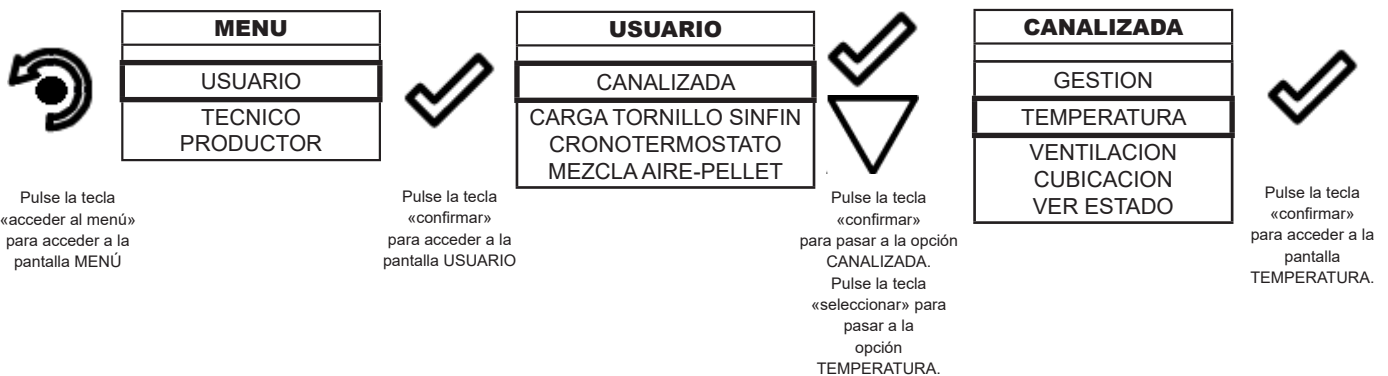 MENU
USUARIO
TECNICO
PRODUCTOR
Pulse la tecla
«acceder al menú»
para acceder a la
pantalla MENÚ
Pulse la tecla
«confirmar»
para acceder a la
pantalla USUARIO
USUARIO
CANALIZADA
CARGA TORNILLO SINFIN
CRONOTERMOSTATO
MEZCLA AIRE-PELLET
Pulse la tecla
«confirmar»
para pasar a la opción
CANALIZADA.
Pulse la tecla
«seleccionar» para
pasar a la
opción
TEMPERATURA.
CANALIZADA
GESTION
TEMPERATURA
VENTILACION
CUBICACION
VER ESTADO
Pulse la tecla
«confirmar»
para acceder a la
pantalla
TEMPERATURA.